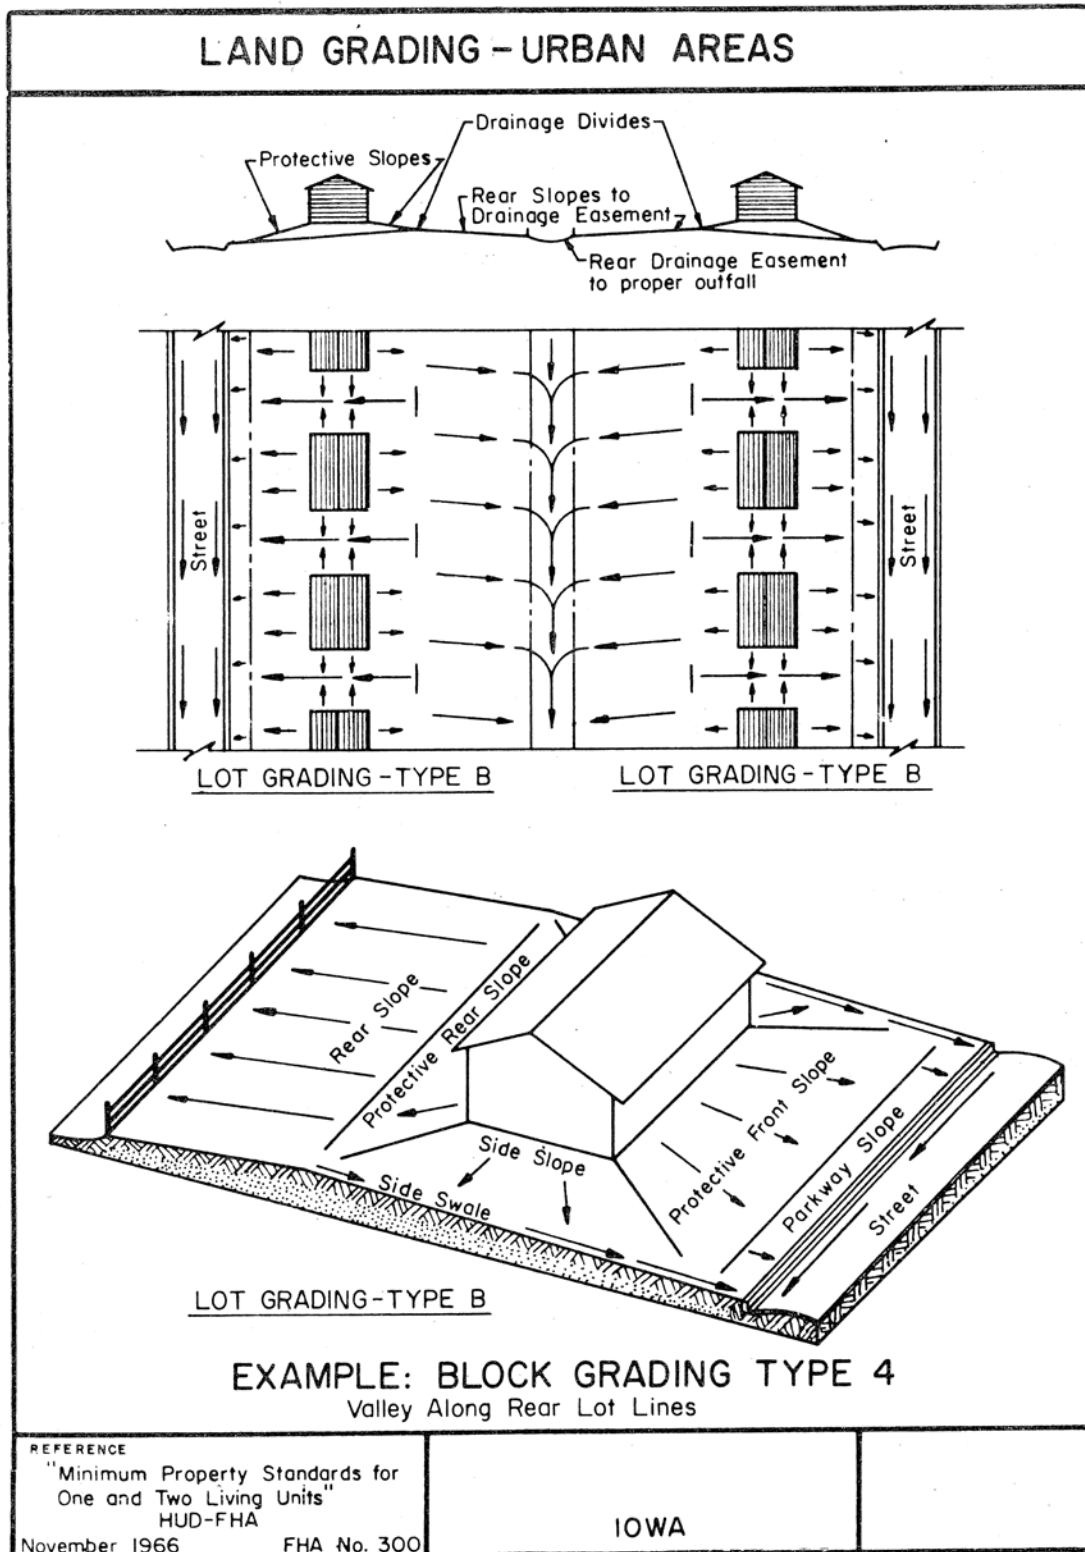 LAND GRADING - URBAN AREAS
Drainage Divides
Protective Slopes
Rear Slopes to
Drainage Easement
Rear Drainage Easement
to proper outfall
Street
Street
LOT GRADING - TYPE B
LOT GRADING - TYPE B
Rear Slope
Protective Rear Slope
Side Slope
Side Swale
Protective Front Slope
Parkway Slope
Street
LOT GRADING - TYPE B
EXAMPLE: BLOCK GRADING TYPE 4
Valley Along Rear Lot Lines
REFERENCE
"Minimum Property Standards for
One and Two Living Units"
HUD-FHA
November 1966 FHA No. 300
IOWA